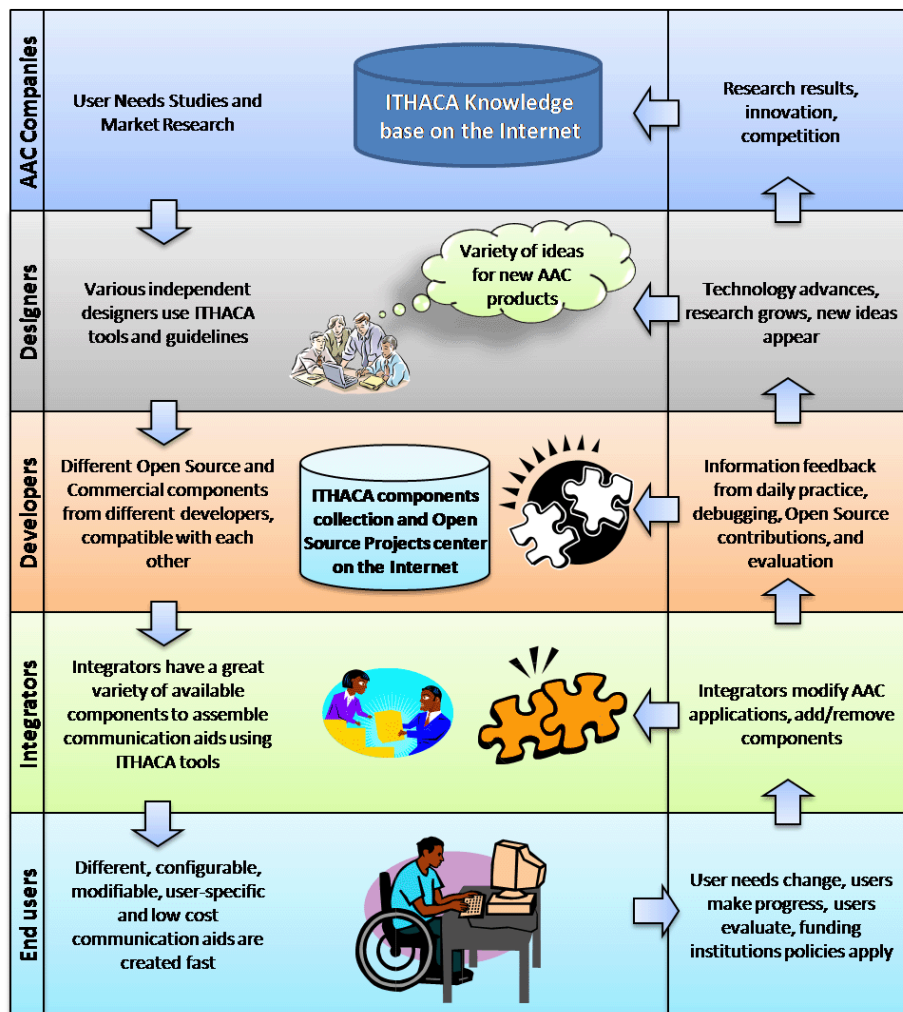 AAC Companies
User Needs Studies and
Market Research
ITHACA Knowledge
base on the Internet
Research results,
innovation,
competition
Designers
Various independent
designers use ITHACA
tools and guidelines
Variety of ideas
for new AAC
products
Technology advances,
research grows, new ideas
appear
Developers
Different Open Source and
Commercial components
from different developers,
compatible with each
other
ITHACA components
collection and Open
Source Projects center
on the Internet
Information feedback
from daily practice,
debugging, Open Source
contributions, and
evaluation
Integrators
Integrators have a great
variety of available
components to assemble
communication aids using
ITHACA tools
Integrators modify AAC
applications, add/remove
components
End users
Different, configurable,
modifiable, user-specific
and low cost
communication aids are
created fast
User needs change, users
make progress, users
evaluate, funding
institutions policies apply